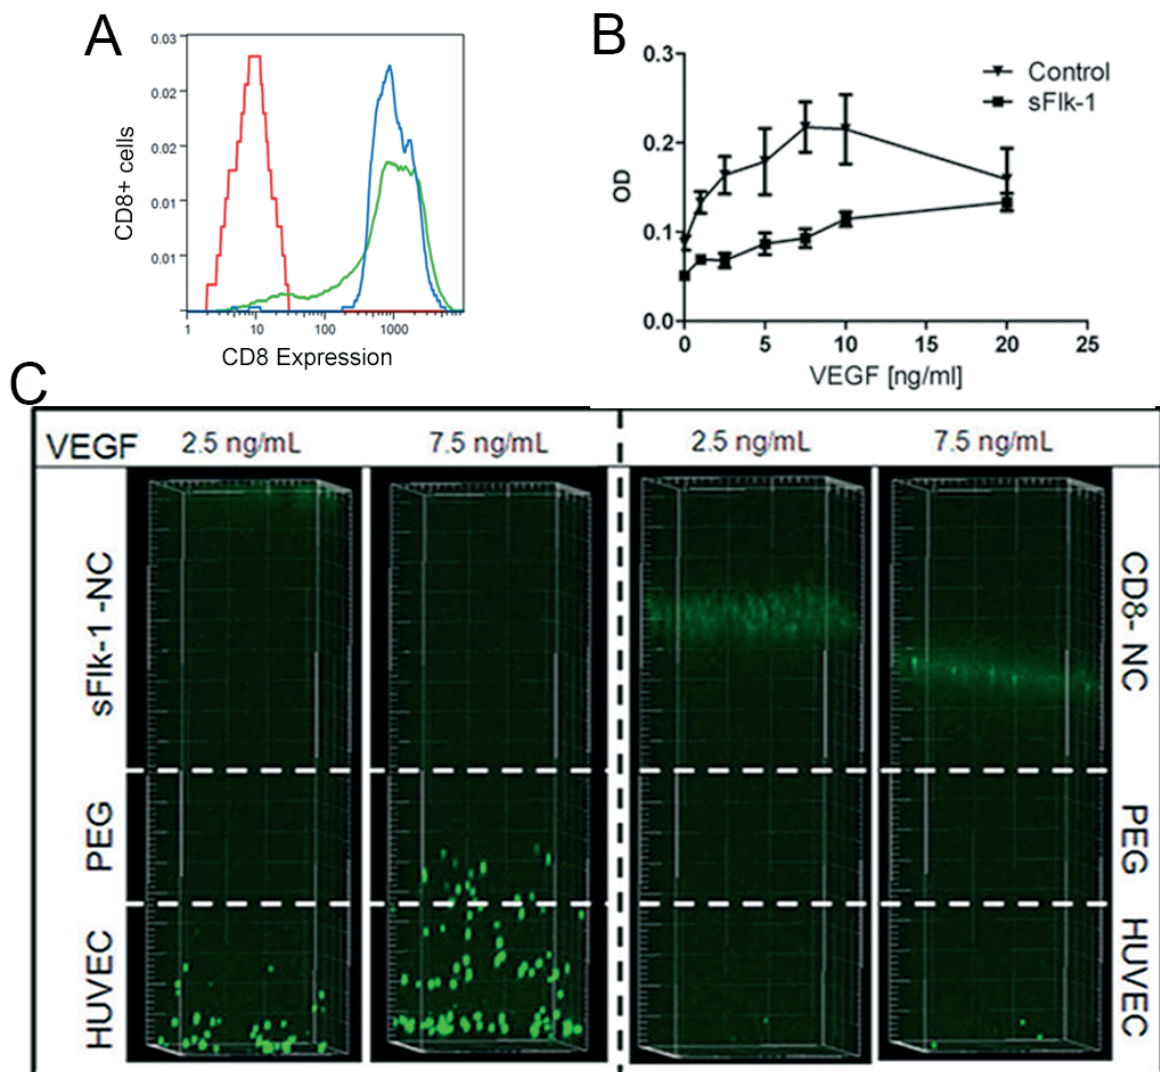 A
0.03
0.02
0.02
0.01
0.01
CD8+ cells
1 10 100 1000
CD8 Expression
B
0.3
0.2
0.1
0.0
OD
Control
sFlk-1
0 5 10 15 20 25
VEGF [ng/ml]
C
VEGF 2.5 ng/mL 7.5 ng/mL 2.5 ng/mL 7.5 ng/mL
sFlk-1 -NC
PEG
HUVEC
CD8- NC
PEG
HUVEC